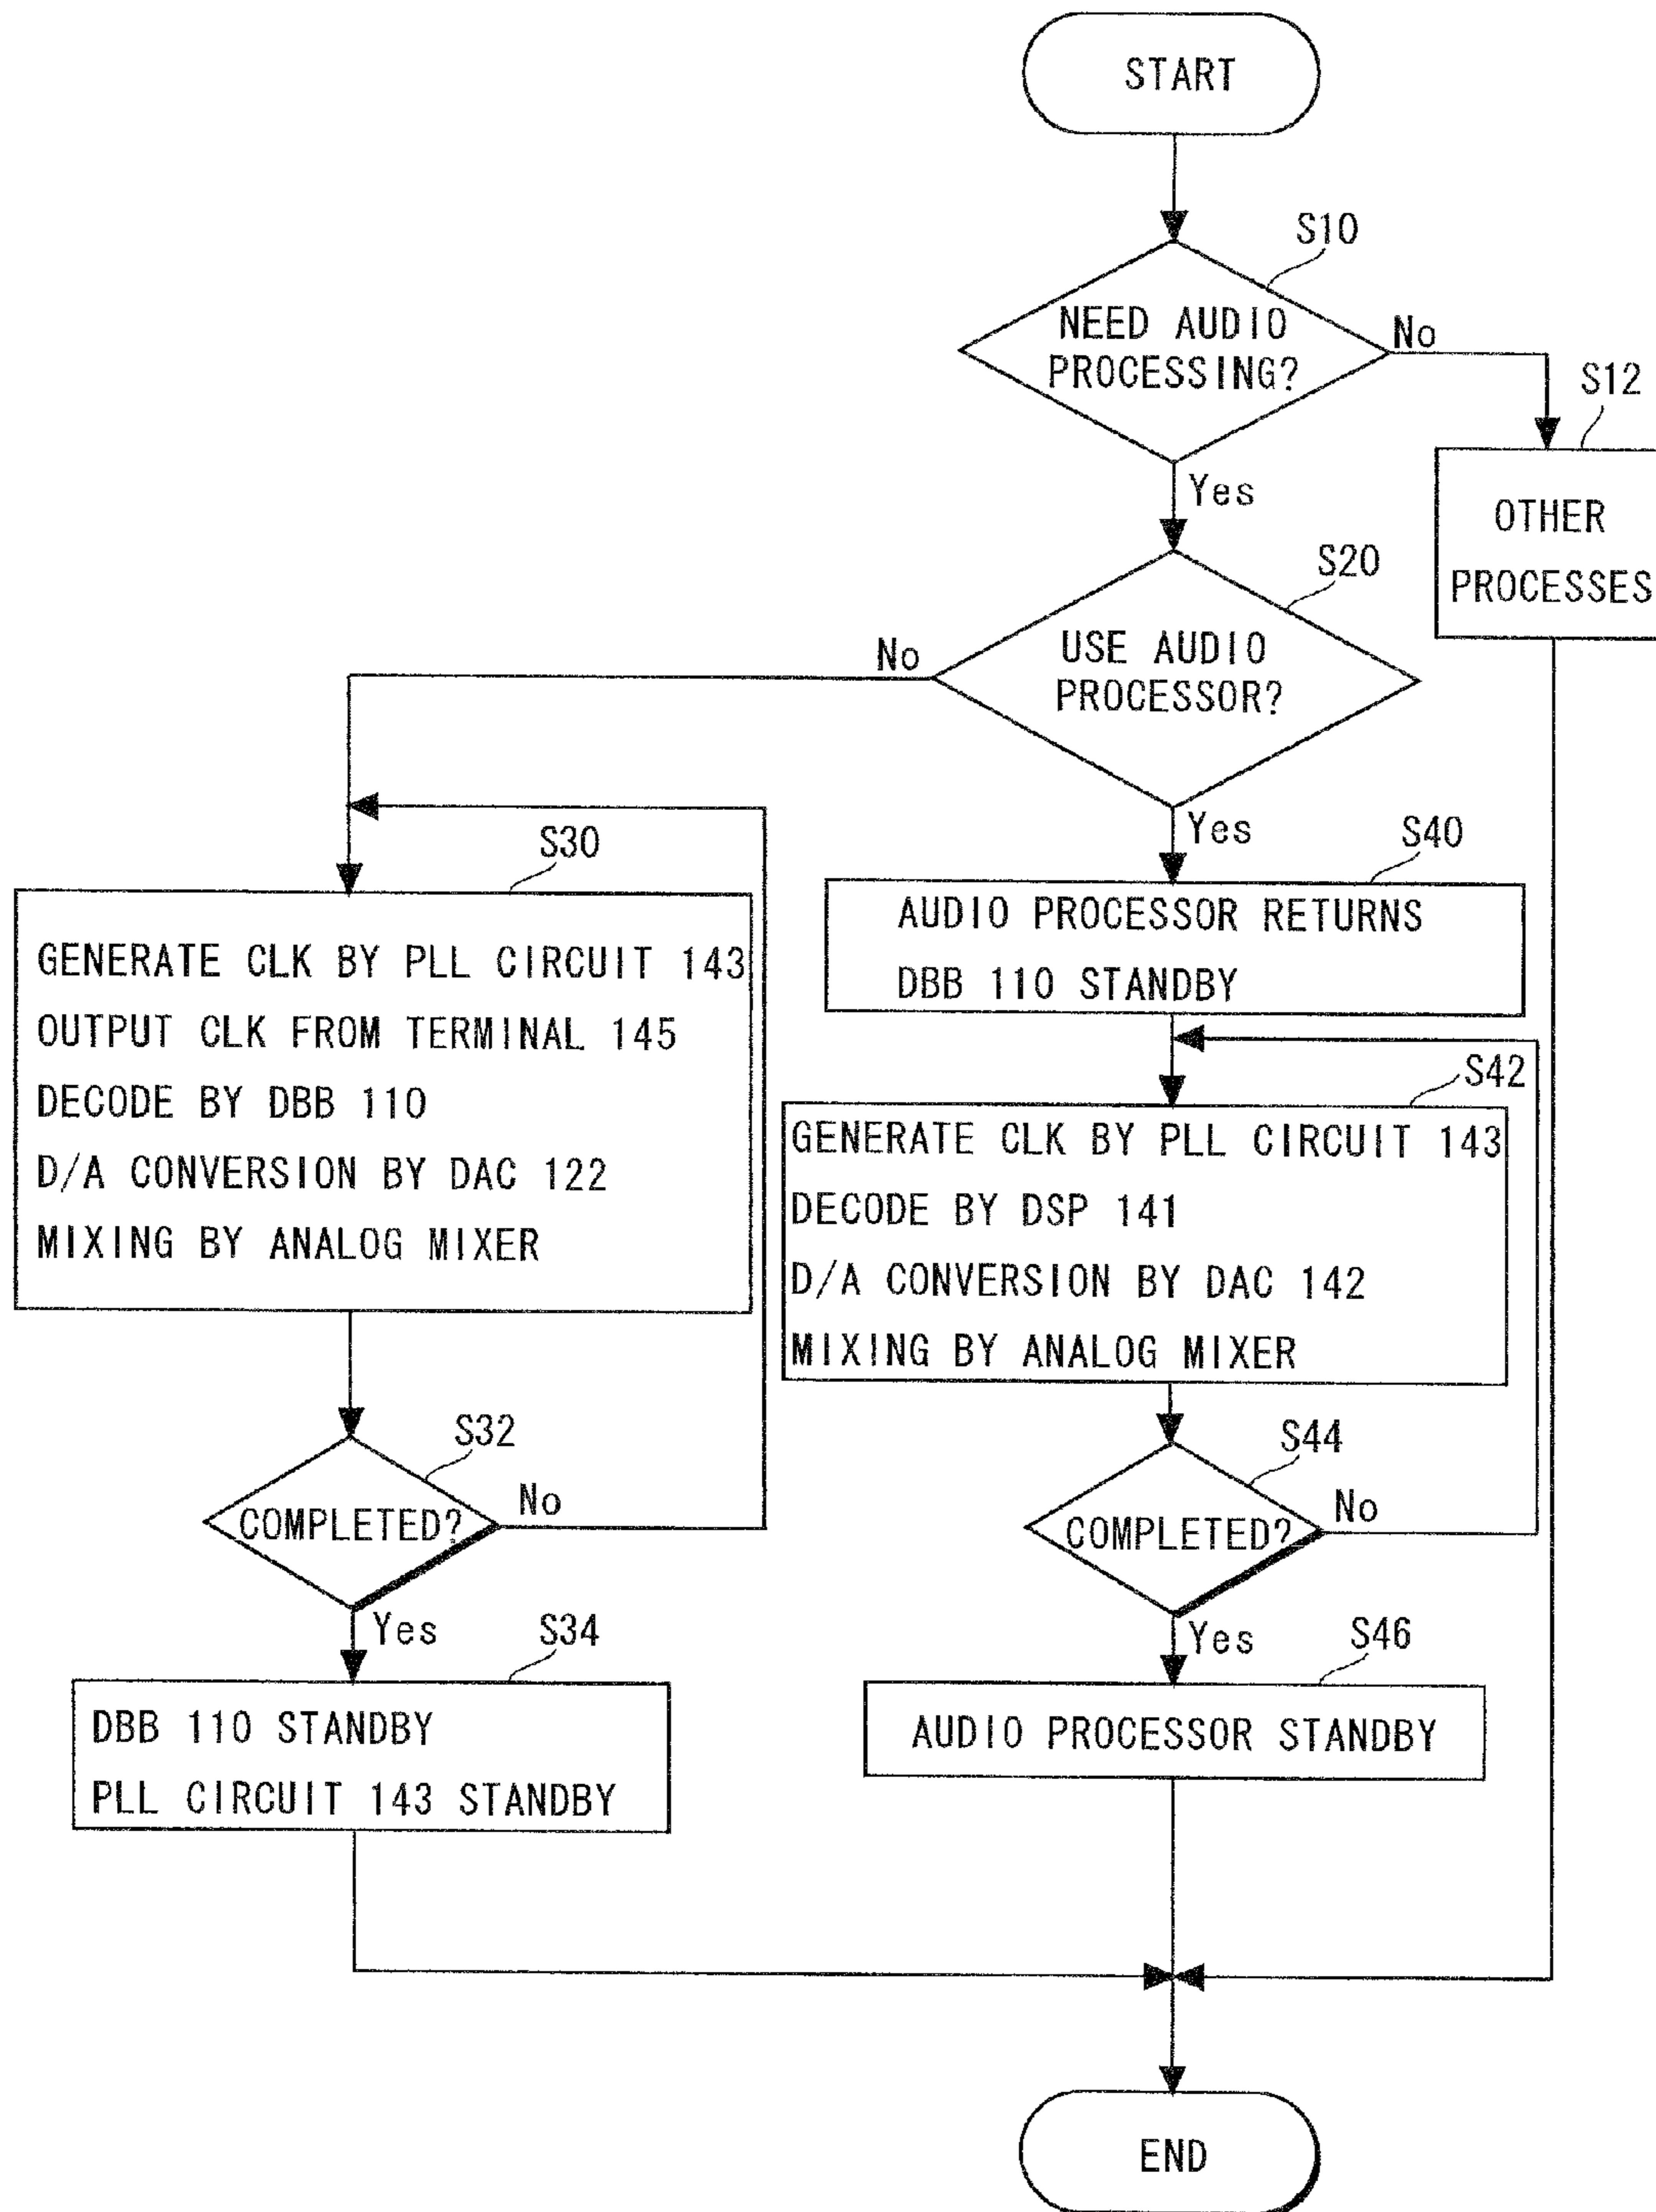 START
S10
NEED AUDIO
PROCESSING?
No
S12
Yes
OTHER
PROCESSES
S20
USE AUDIO
PROCESSOR?
No
Yes
S30
GENERATE CLK BY PLL CIRCUIT 143
OUTPUT CLK FROM TERMINAL 145
DECODE BY DBB 110
D/A CONVERSION BY DAC 122
MIXING BY ANALOG MIXER
S32
COMPLETED?
No
Yes
S34
DBB 110 STANDBY
PLL CIRCUIT 143 STANDBY
S40
AUDIO PROCESSOR RETURNS
DBB 110 STANDBY
S42
GENERATE CLK BY PLL CIRCUIT 143
DECODE BY DSP 141
D/A CONVERSION BY DAC 142
MIXING BY ANALOG MIXER
S44
COMPLETED?
No
Yes
S46
AUDIO PROCESSOR STANDBY
END